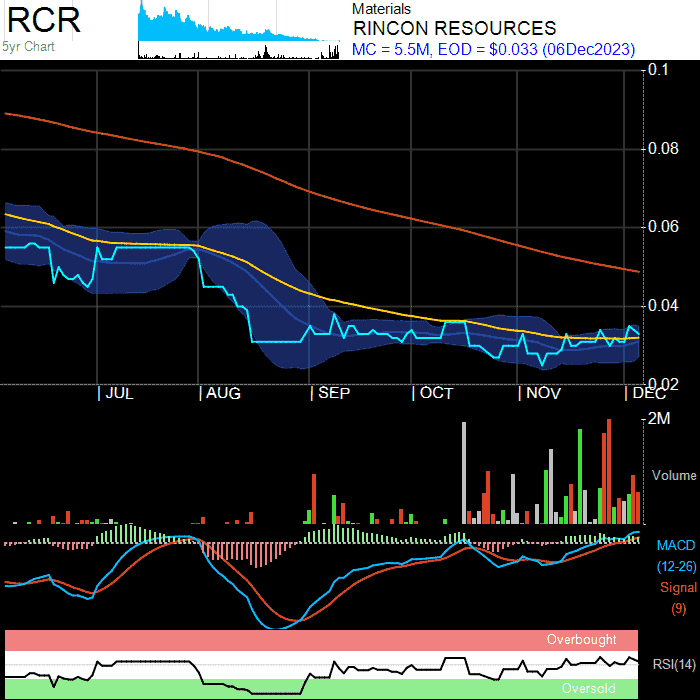 RCR
5yr Chart
Materials
RINCON RESOURCES
MC = 5.5M, EOD = $0.033 (06Dec2023)
0.1
0.08
0.06
0.04
0.02
| JUL | AUG | SEP | OCT | NOV | DEC
2M
Volume
MACD
(12-26)
Signal
(9)
Overbought
RSI(14)
Oversold